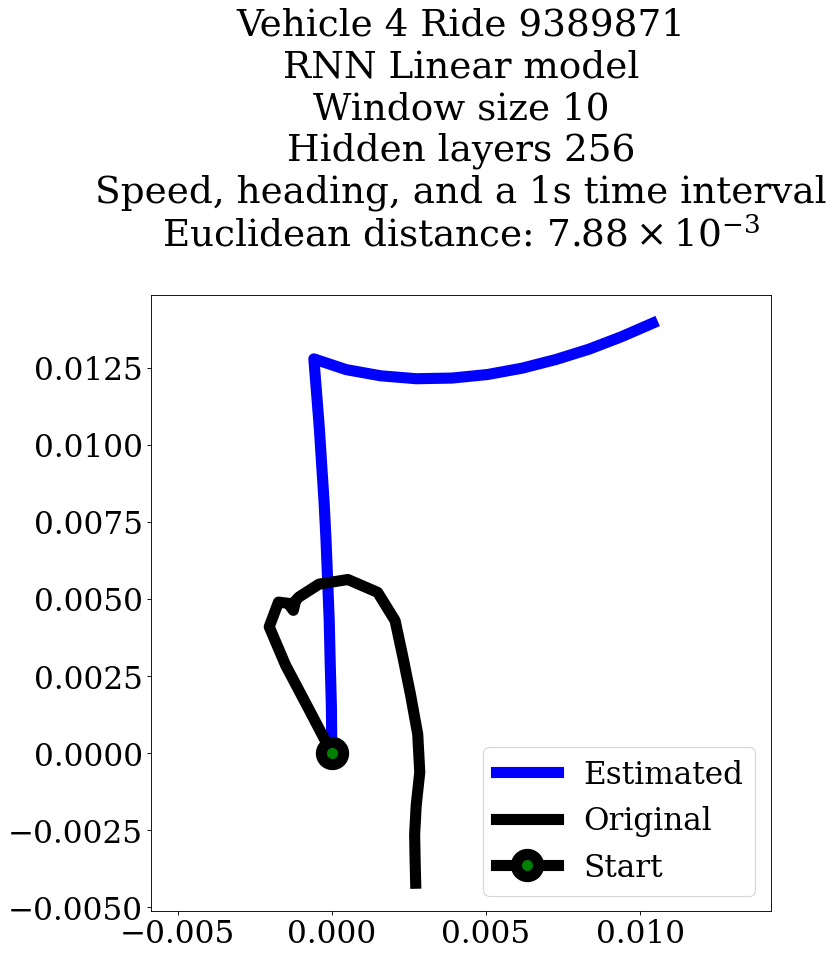 Vehicle 4 Ride 9389871
RNN Linear model
Window size 10
Hidden layers 256
Speed, heading, and a 1s time interval
Euclidean distance: 7.88 × 10⁻³
0.0125
0.0100
0.0075
0.0050
0.0025
0.0000
−0.0025
−0.0050
−0.005 0.000 0.005 0.010
Estimated
Original
Start